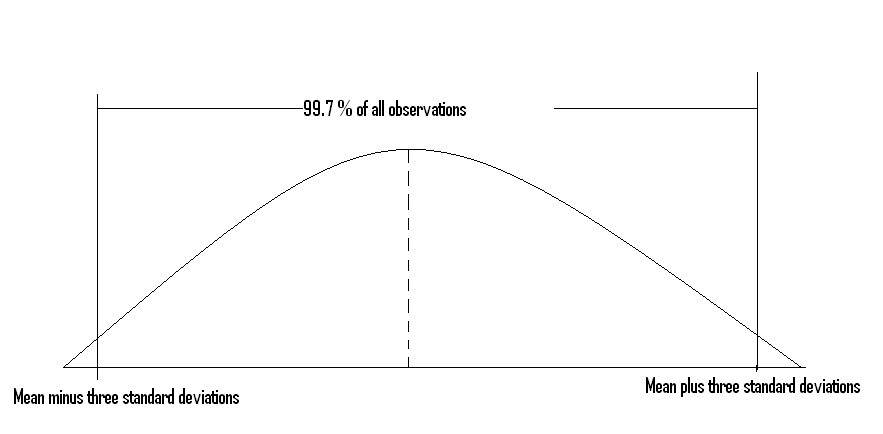 99.7 % of all observations
Mean plus three standard deviations
Mean minus three standard deviations